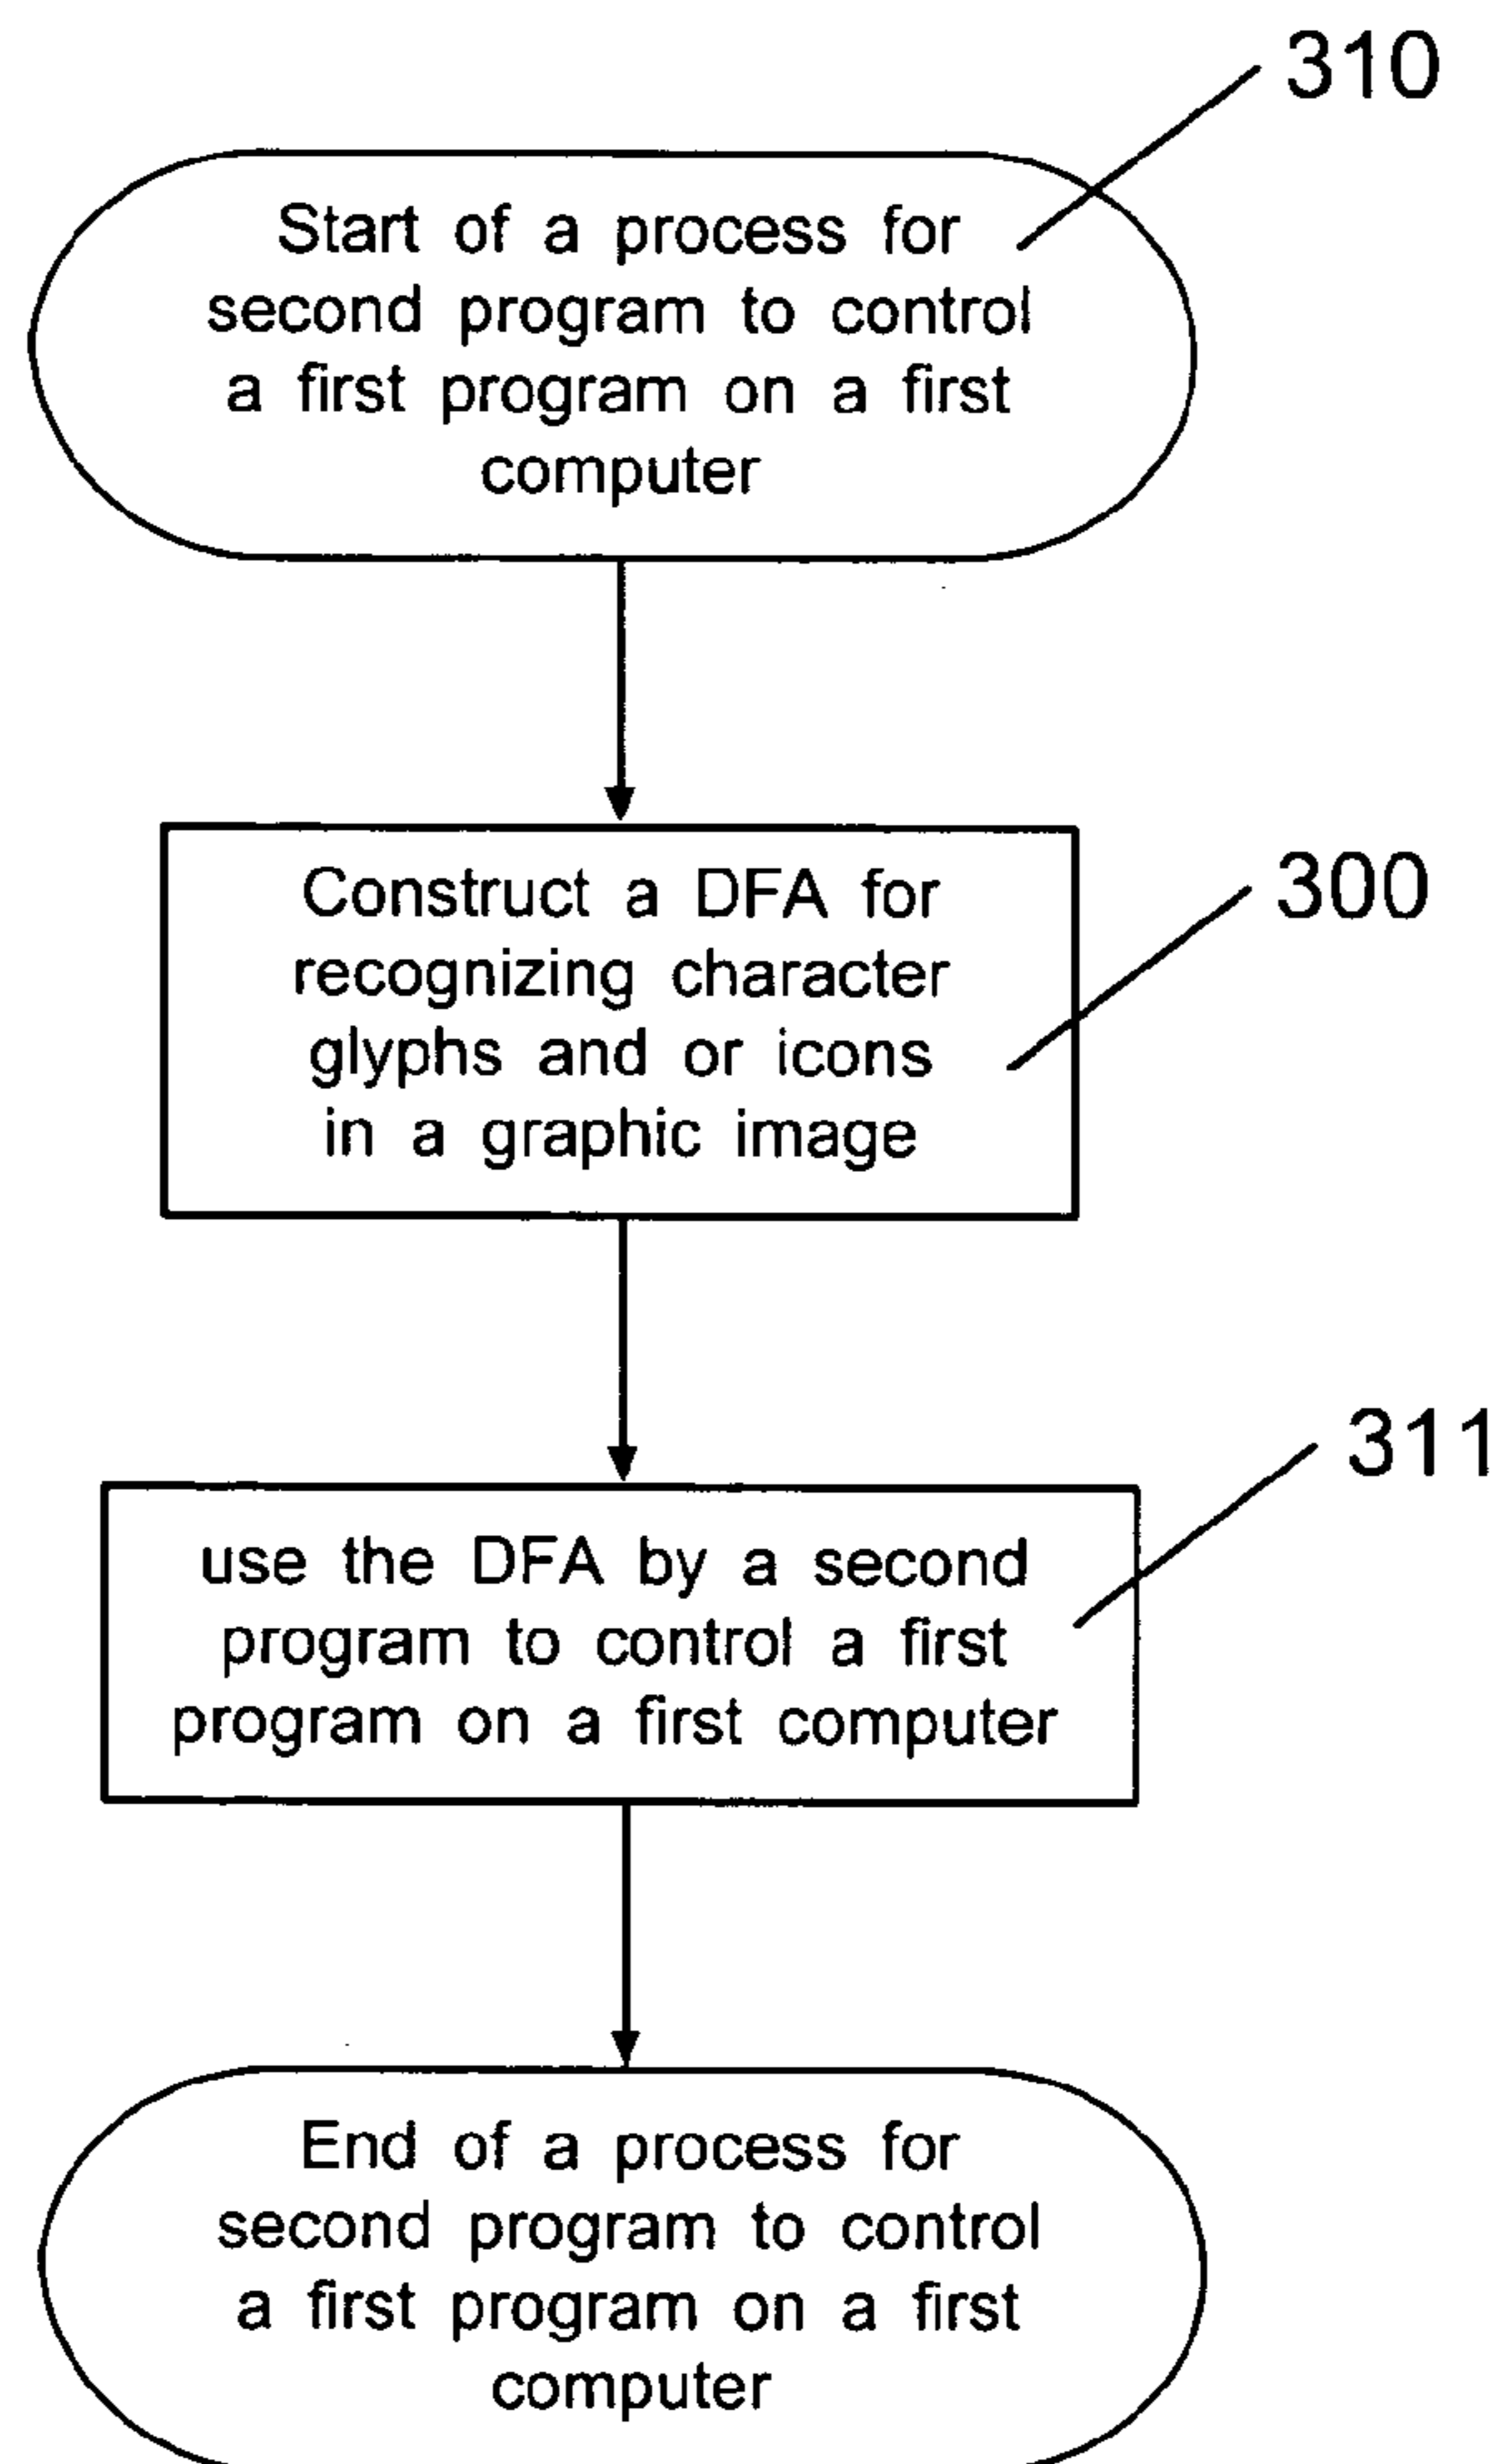 310
Start of a process for
second program to control
a first program on a first
computer
300
Construct a DFA for
recognizing character
glyphs and or icons
in a graphic image
311
use the DFA by a second
program to control a first
program on a first computer
End of a process for
second program to control
a first program on a first
computer